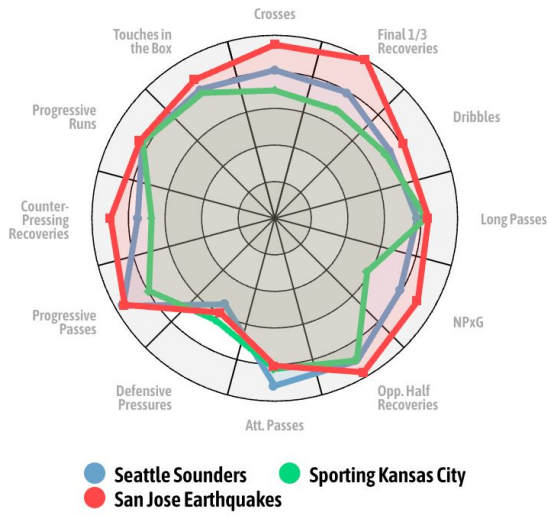 Crosses
Touches in
the Box
Final 1/3
Recoveries
Progressive
Runs
Dribbles
Counter-
Pressing
Recoveries
Long Passes
Progressive
Passes
NPxG
Defensive
Pressures
Opp. Half
Recoveries
Att. Passes
Seattle Sounders
Sporting Kansas City
San Jose Earthquakes